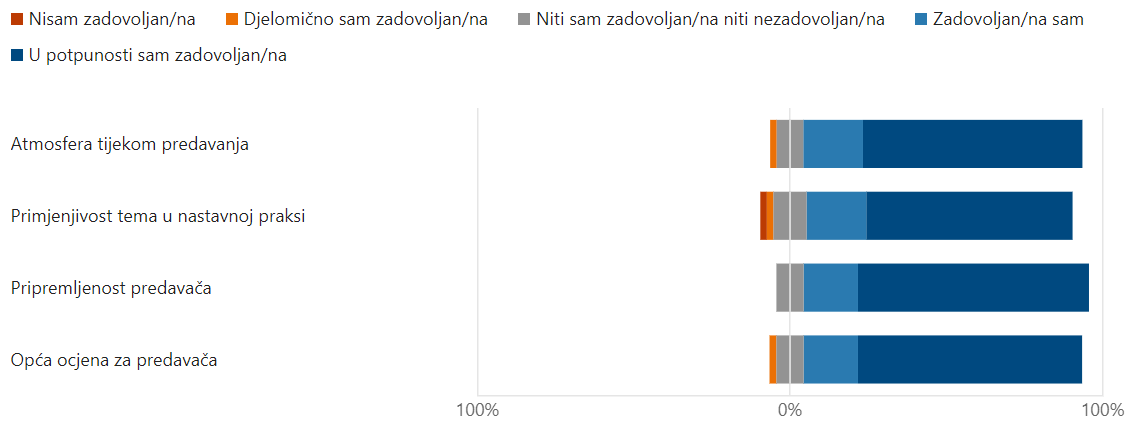 Nisam zadovoljan/na Djelomično sam zadovoljan/na Niti sam zadovoljan/na niti nezadovoljan/na Zadovoljan/na sam
U potpunosti sam zadovoljan/na
Atmosfera tijekom predavanja
Primjenjivost tema u nastavnoj praksi
Pripremljenost predavača
Opća ocjena za predavača
100% 0% 100%